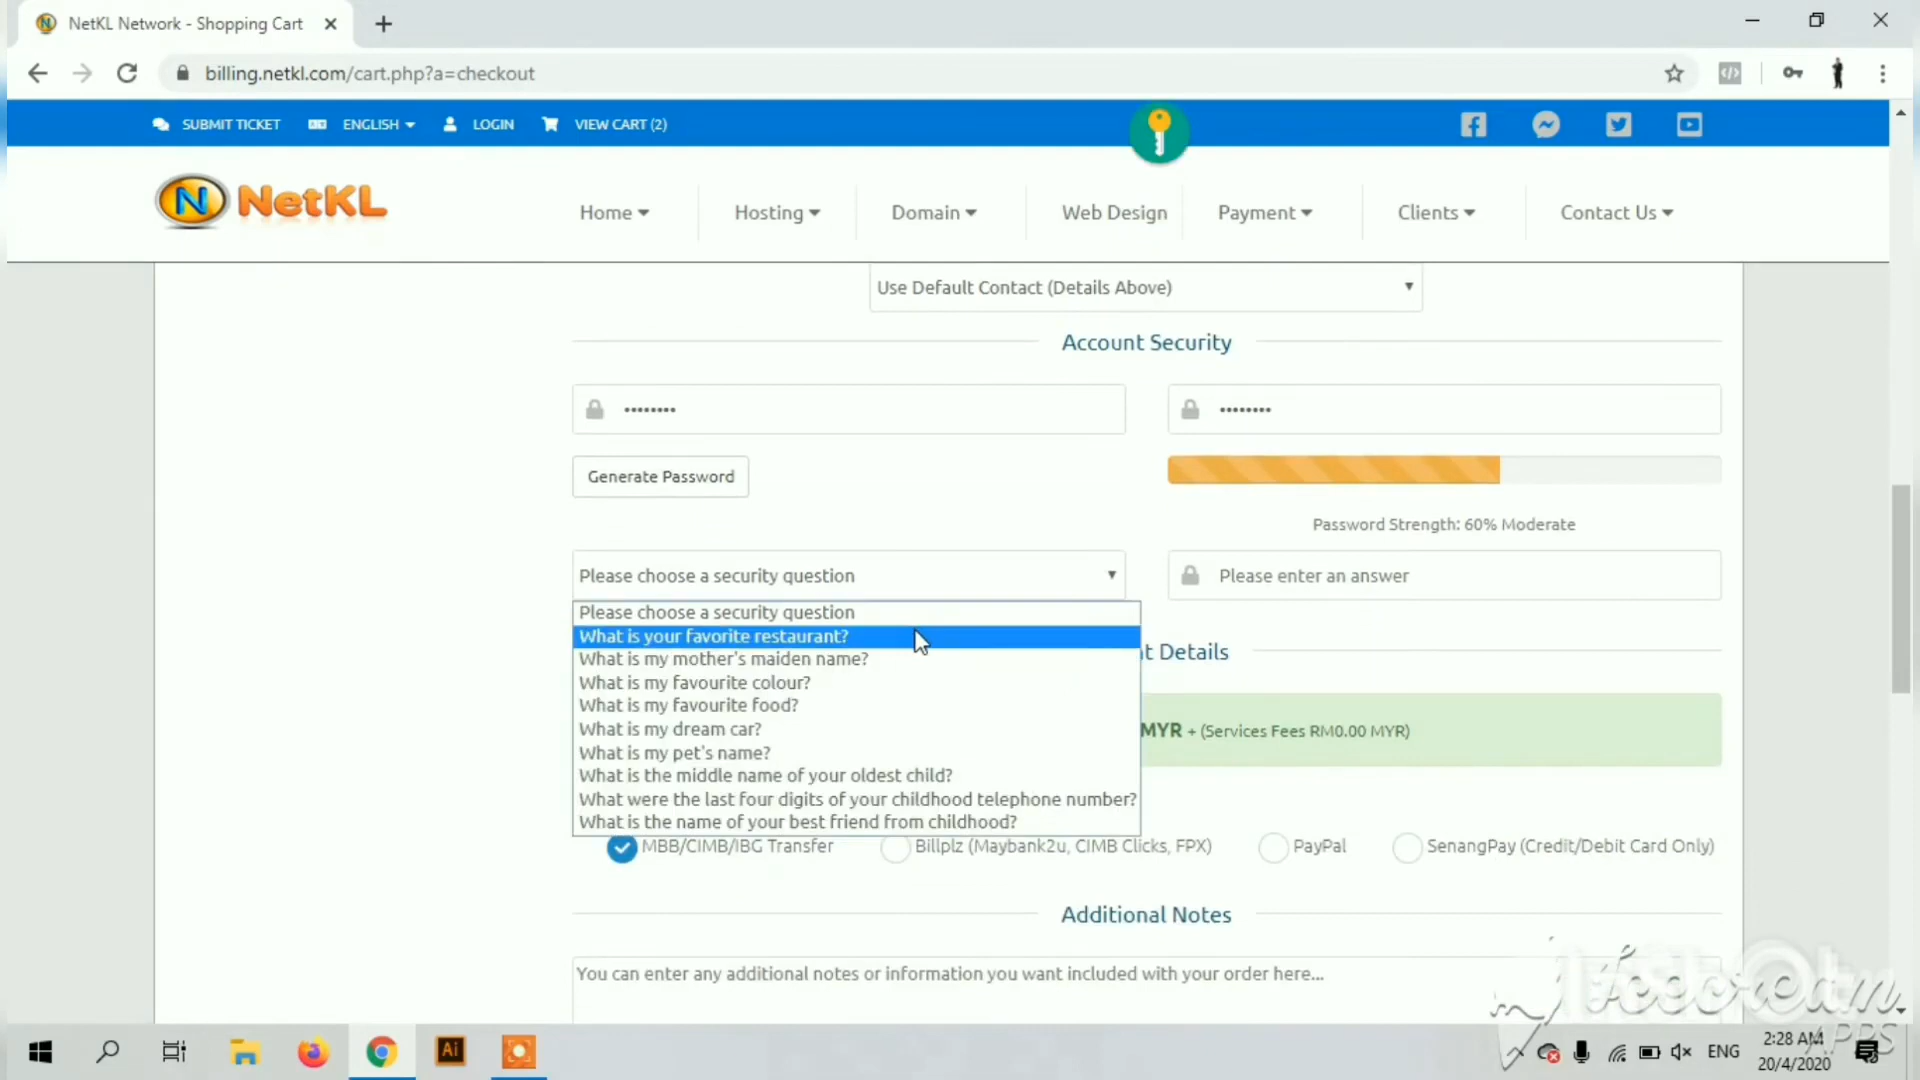 NetKL Network - Shopping Cart
billing.netkl.com/cart.php?a=checkout
SUBMIT TICKET ENGLISH LOGIN VIEW CART (2)
N NetKL
Home Hosting Domain Web Design Payment Clients Contact Us
Use Default Contact (Details Above)
Account Security
•••••••• ••••••••
Generate Password
Password Strength: 60% Moderate
Please choose a security question
Please enter an answer
Please choose a security question
What is your favorite restaurant?
What is my mother's maiden name?
What is my favourite colour?
What is my favourite food?
What is my dream car?
What is my pet's name?
What is the middle name of your oldest child?
What were the last four digits of your childhood telephone number?
What is the name of your best friend from childhood?
t Details
MYR + (Services Fees RM0.00 MYR)
MBB/CIMB/IBG Transfer Billplz (Maybank2u, CIMB Clicks, FPX) PayPal SenangPay (Credit/Debit Card Only)
Additional Notes
You can enter any additional notes or information you want included with your order here...
APPS
Ai
ENG
2:28 AM
20/4/2020